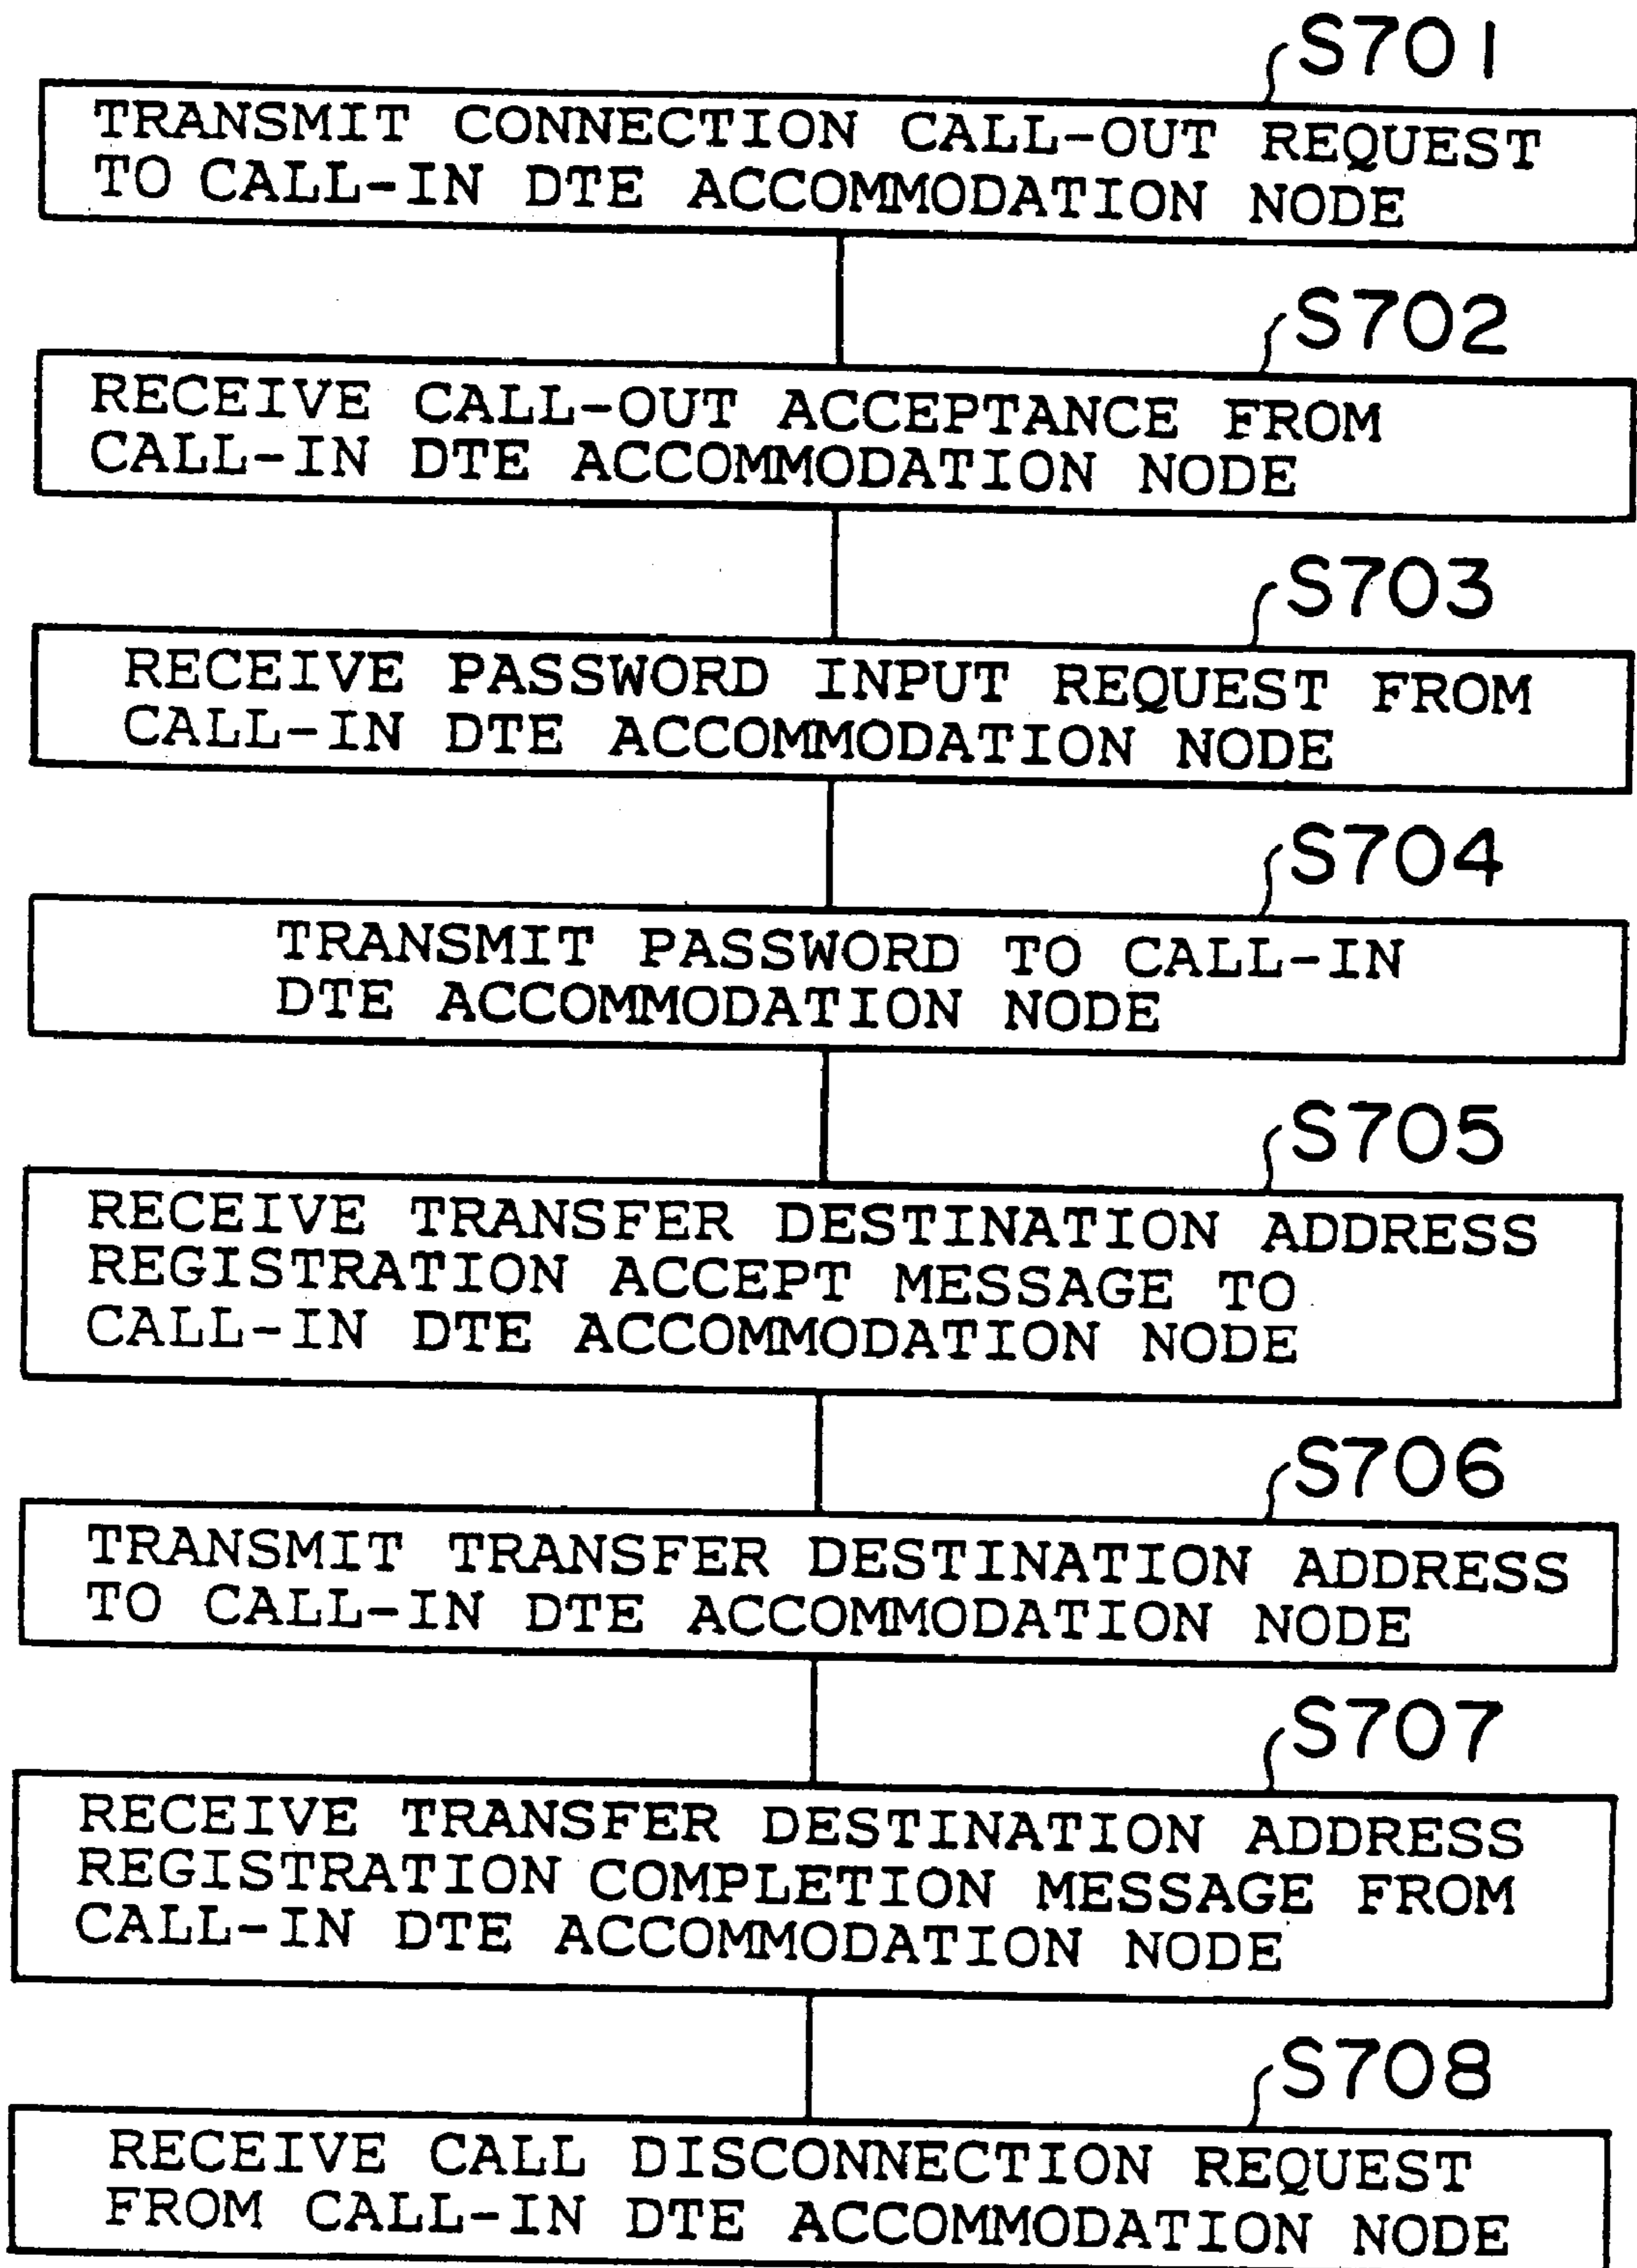 S701
TRANSMIT CONNECTION CALL-OUT REQUEST
TO CALL-IN DTE ACCOMMODATION NODE
S702
RECEIVE CALL-OUT ACCEPTANCE FROM
CALL-IN DTE ACCOMMODATION NODE
S703
RECEIVE PASSWORD INPUT REQUEST FROM
CALL-IN DTE ACCOMMODATION NODE
S704
TRANSMIT PASSWORD TO CALL-IN
DTE ACCOMMODATION NODE
S705
RECEIVE TRANSFER DESTINATION ADDRESS
REGISTRATION ACCEPT MESSAGE TO
CALL-IN DTE ACCOMMODATION NODE
S706
TRANSMIT TRANSFER DESTINATION ADDRESS
TO CALL-IN DTE ACCOMMODATION NODE
S707
RECEIVE TRANSFER DESTINATION ADDRESS
REGISTRATION COMPLETION MESSAGE FROM
CALL-IN DTE ACCOMMODATION NODE
S708
RECEIVE CALL DISCONNECTION REQUEST
FROM CALL-IN DTE ACCOMMODATION NODE